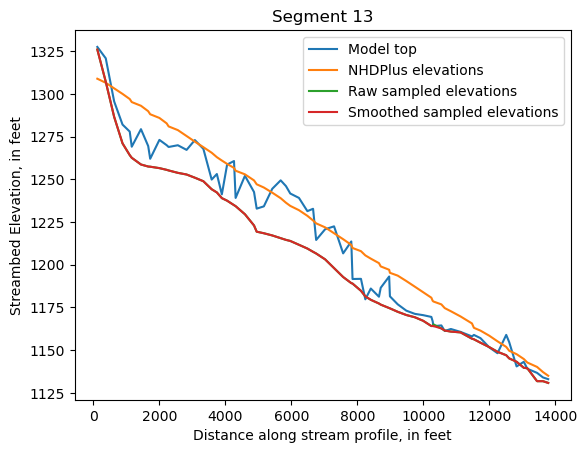 Segment 13
Model top
NHDPlus elevations
Raw sampled elevations
Smoothed sampled elevations
Streambed Elevation, in feet
1325
1300
1275
1250
1225
1200
1175
1150
1125
0 2000 4000 6000 8000 10000 12000 14000
Distance along stream profile, in feet